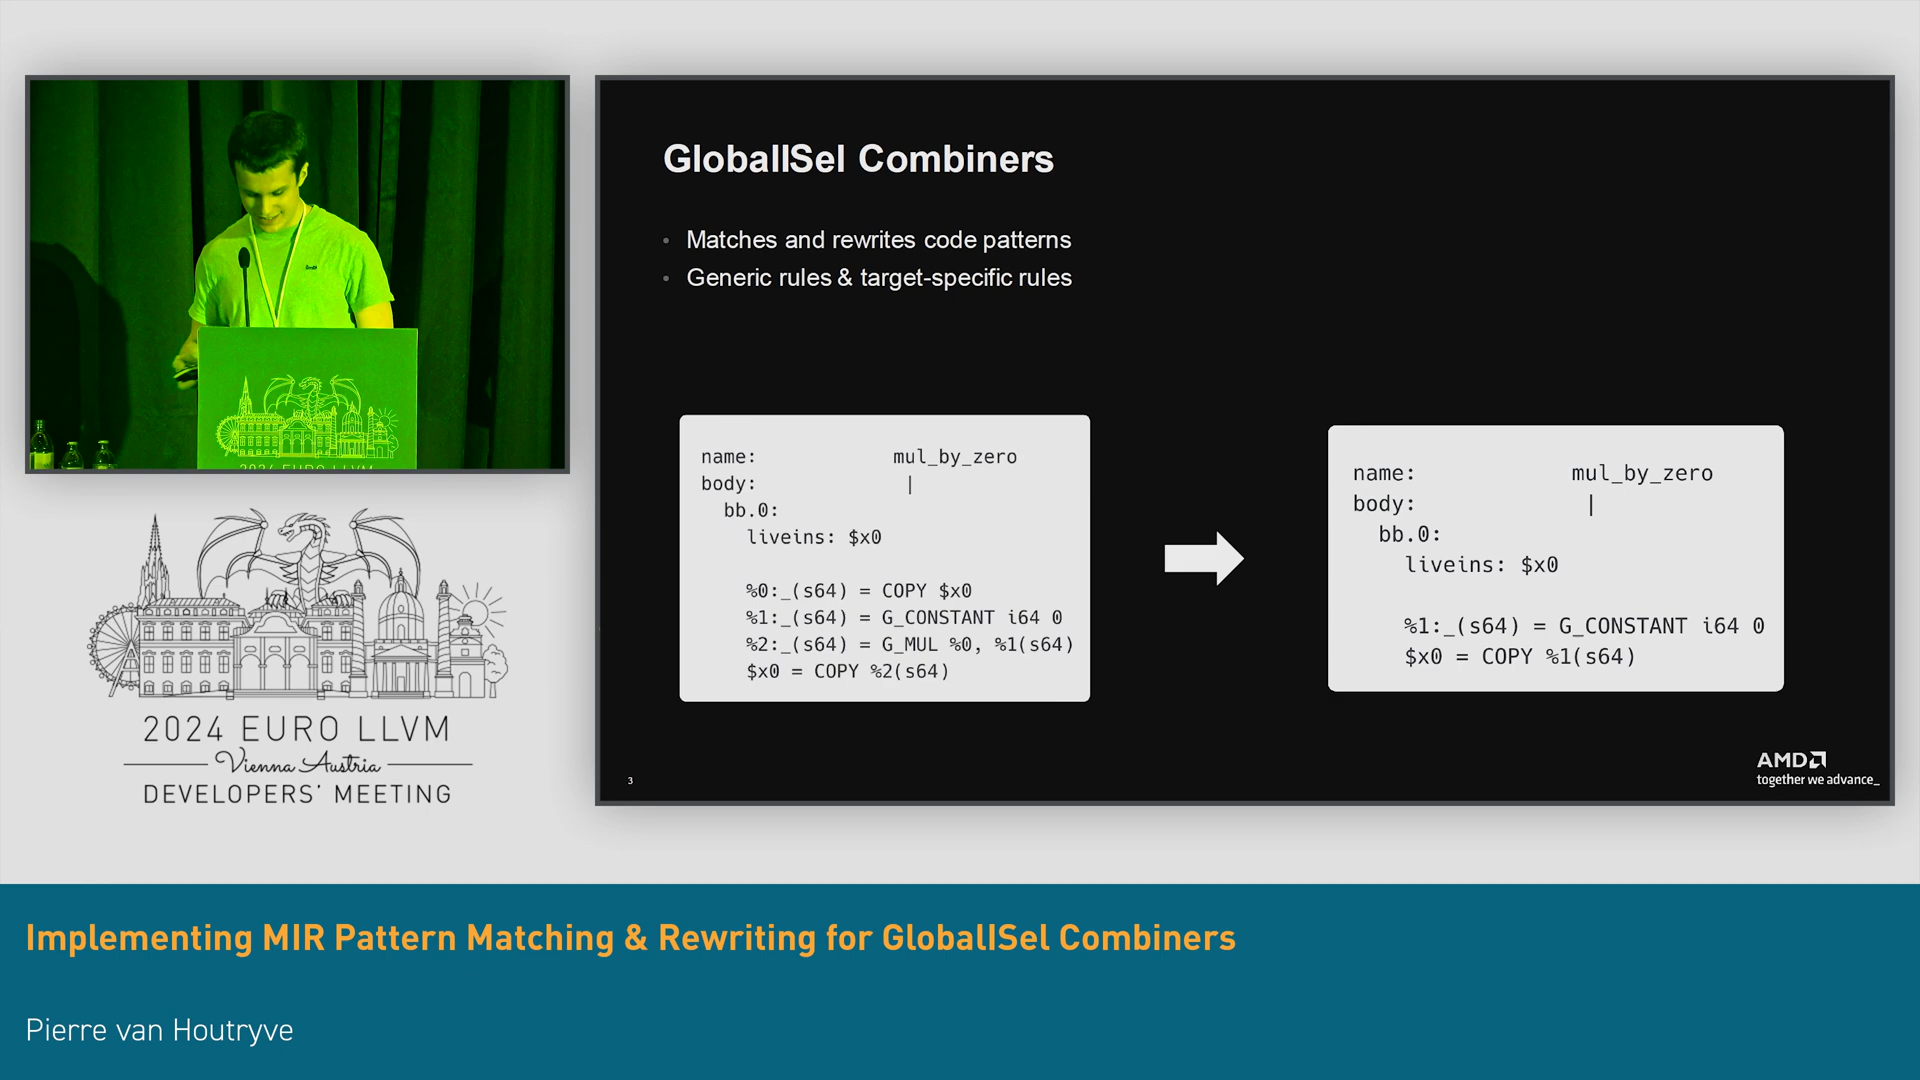 GlobalISel Combiners
• Matches and rewrites code patterns
• Generic rules & target-specific rules
name: mul_by_zero
body: |
bb.0:
liveins: $x0
%0:_(s64) = COPY $x0
%1:_(s64) = G_CONSTANT i64 0
%2:_(s64) = G_MUL %0, %1(s64)
$x0 = COPY %2(s64)
name: mul_by_zero
body: |
bb.0:
liveins: $x0
%1:_(s64) = G_CONSTANT i64 0
$x0 = COPY %1(s64)
3
AMD
together we advance_
2024 EURO LLVM
2024 EURO LLVM
Vienna Austria
DEVELOPERS' MEETING
Implementing MIR Pattern Matching & Rewriting for GlobalISel Combiners
Pierre van Houtryve